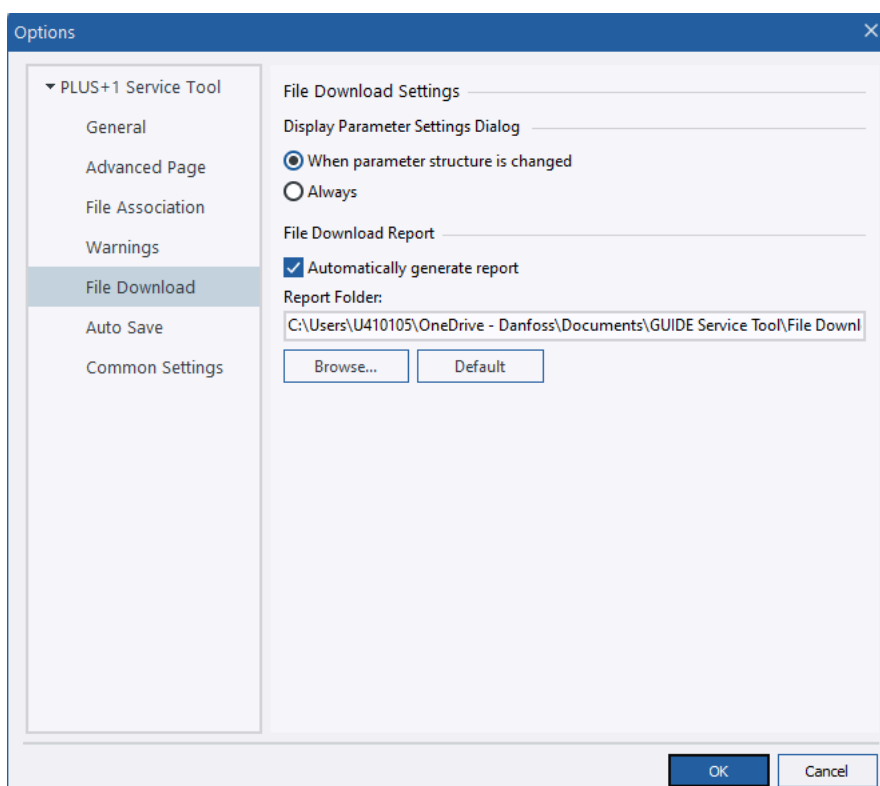 Options
PLUS+1 Service Tool
General
Advanced Page
File Association
Warnings
File Download
Auto Save
Common Settings
File Download Settings
Display Parameter Settings Dialog
When parameter structure is changed
Always
File Download Report
Automatically generate report
Report Folder:
C:\Users\U410105\OneDrive - Danfoss\Documents\GUIDE Service Tool\File Downl
Browse...
Default
OK
Cancel